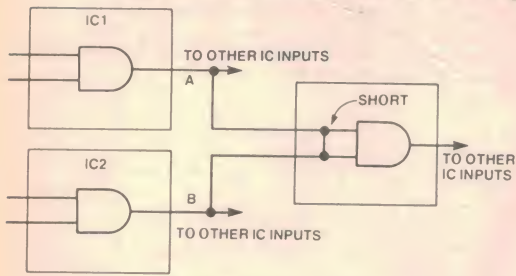 IC1
TO OTHER IC INPUTS
A
SHORT
TO OTHER
IC INPUTS
IC2
B
TO OTHER IC INPUTS